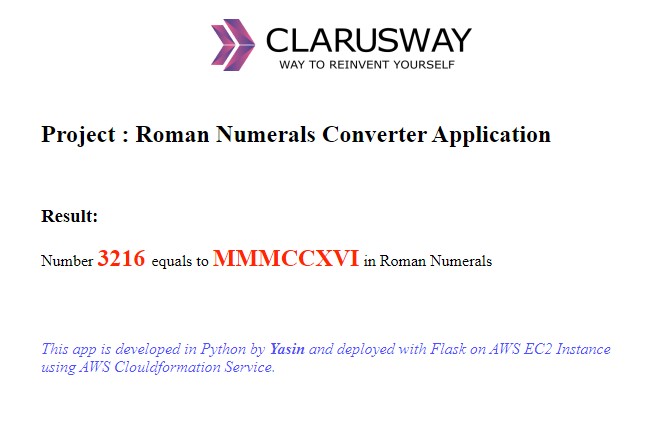 CLARUSWAY
WAY TO REINVENT YOURSELF
Project : Roman Numerals Converter Application
Result:
Number 3216 equals to MMMCCXVI in Roman Numerals
This app is developed in Python by Yasin and deployed with Flask on AWS EC2 Instance
using AWS Clouldformation Service.